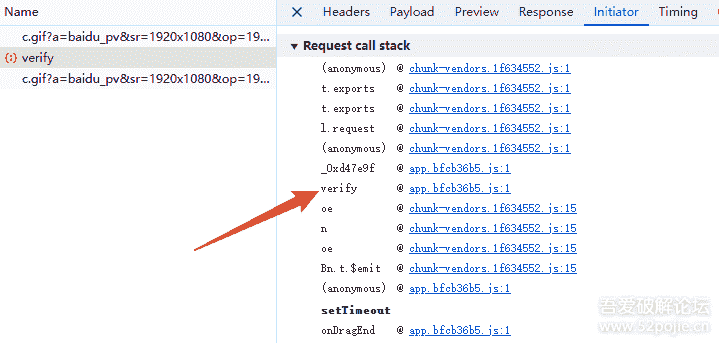 Name
Headers Payload Preview Response Initiator Timing
c.gif?a=baidu_pv&sr=1920x1080&op=19...
verify
c.gif?a=baidu_pv&sr=1920x1080&op=19...
Request call stack
(anonymous) @ chunk-vendors.1f634552.js:1
t.exports @ chunk-vendors.1f634552.js:1
t.exports @ chunk-vendors.1f634552.js:1
l.request @ chunk-vendors.1f634552.js:1
(anonymous) @ chunk-vendors.1f634552.js:1
_0xd47e9f @ app.bfcb36b5.js:1
verify @ app.bfcb36b5.js:1
oe @ chunk-vendors.1f634552.js:15
n @ chunk-vendors.1f634552.js:15
oe @ chunk-vendors.1f634552.js:15
Bn.t.$emit @ chunk-vendors.1f634552.js:15
(anonymous) @ app.bfcb36b5.js:1
setTimeout
onDragEnd @ app.bfcb36b5.js:1
吾爱破解论坛
www.52pojie.cn